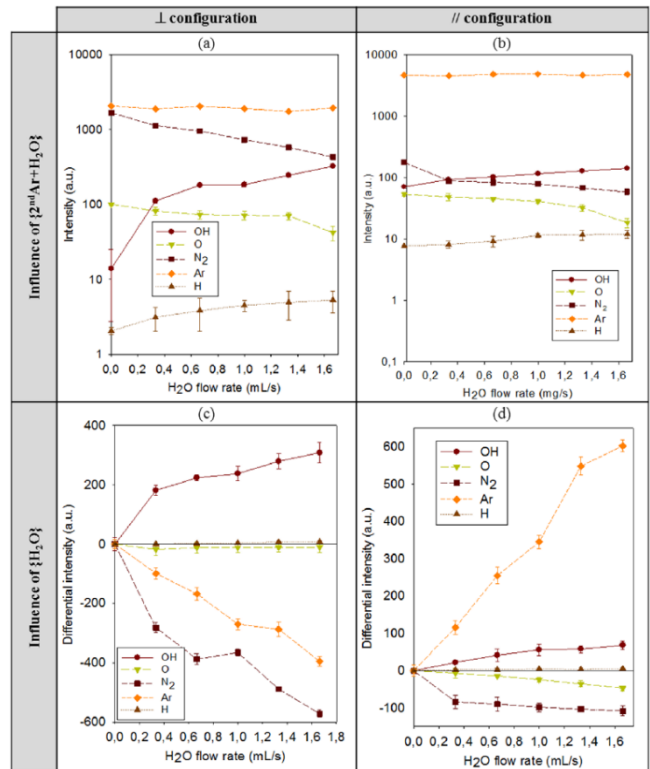 ⊥ configuration
// configuration
Influence of {2ndAr+H2O}
(a)
10000
1000
100
10
1
Intensity (a.u.)
OH
O
N2
Ar
H
0,0 0,2 0,4 0,6 0,8 1,0 1,2 1,4 1,6
H2O flow rate (mL/s)
(b)
10000
1000
100
10
1
0,1
Intensity (a.u.)
OH
O
N2
Ar
H
0,0 0,2 0,4 0,6 0,8 1,0 1,2 1,4 1,6
H2O flow rate (mg/s)
Influence of {H2O}
(c)
400
200
0
-200
-400
-600
Differential intensity (a.u.)
OH
O
N2
Ar
H
0,0 0,2 0,4 0,6 0,8 1,0 1,2 1,4 1,6 1,8
H2O flow rate (mL/s)
(d)
600
500
400
300
200
100
0
-100
Differential intensity (a.u.)
OH
O
N2
Ar
H
0,0 0,2 0,4 0,6 0,8 1,0 1,2 1,4 1,6
H2O flow rate (mL/s)